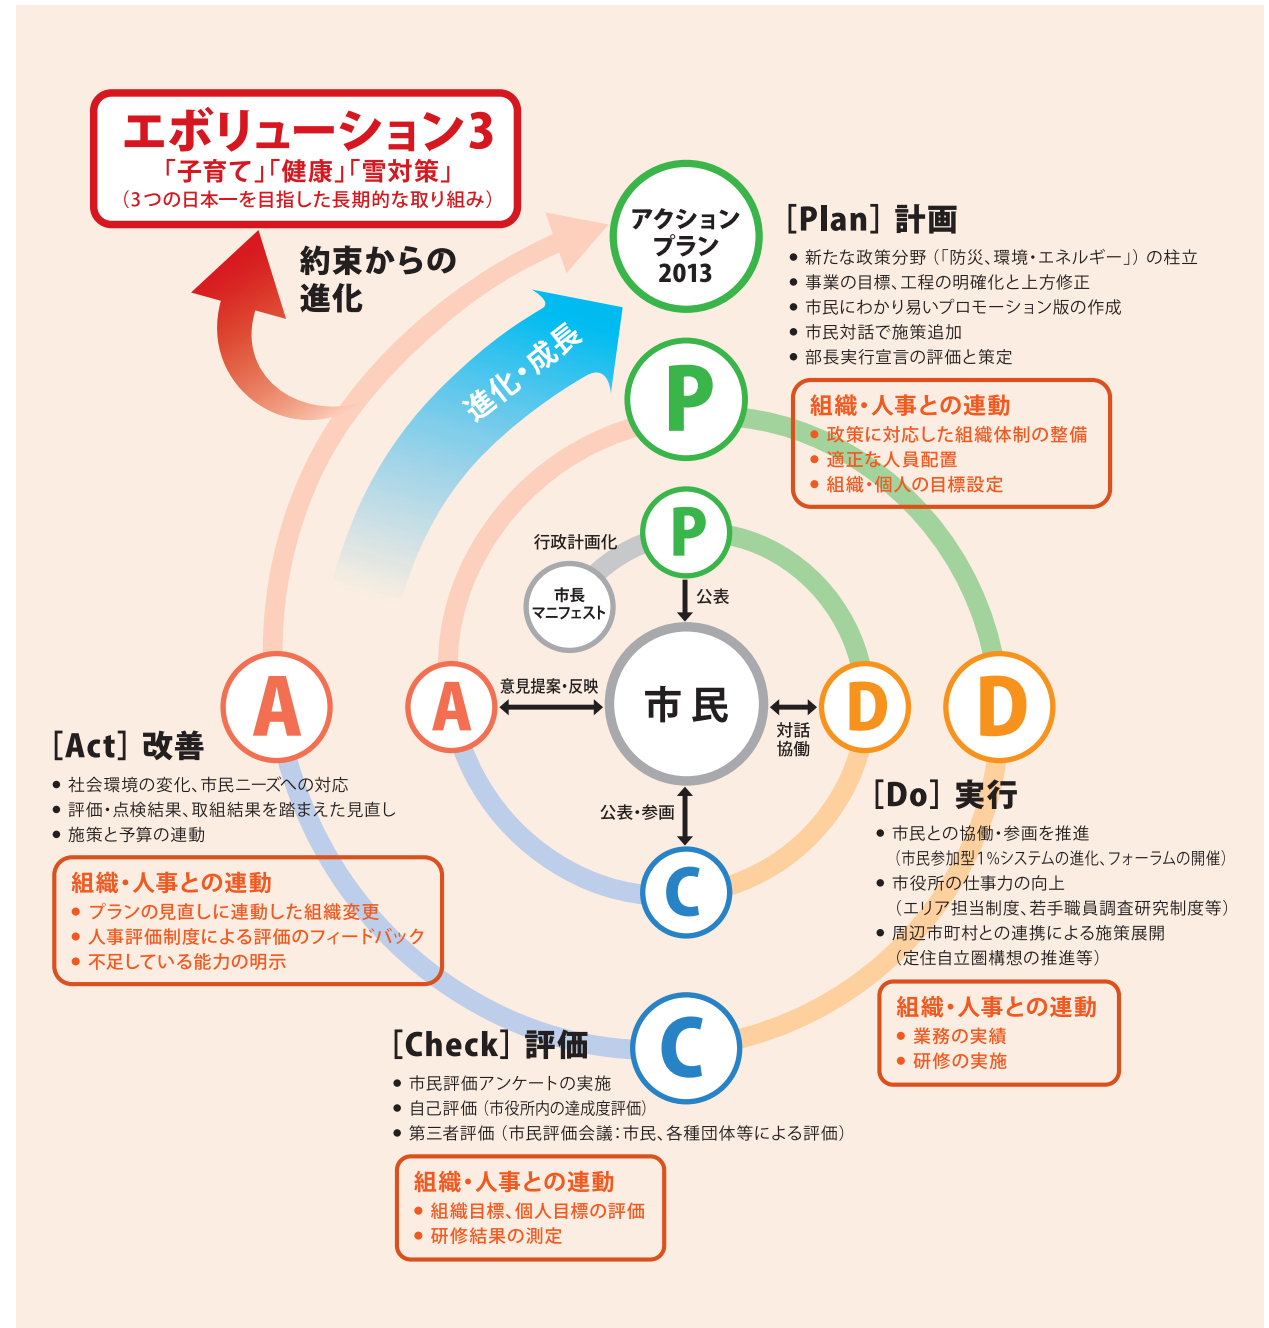 エボリューション3
「子育て」「健康」「雪対策」
（3つの日本一を目指した長期的な取り組み）
約束からの
進化
進化・成長
アクション
プラン
2013
［Plan］計画
● 新たな政策分野（「防災、環境・エネルギー」）の柱立
● 事業の目標、工程の明確化と上方修正
● 市民にわかり易いプロモーション版の作成
● 市民対話で施策追加
● 部長実行宣言の評価と策定
組織・人事との連動
● 政策に対応した組織体制の整備
● 適正な人員配置
● 組織・個人の目標設定
P
P
行政計画化
市長
マニフェスト
公表
A
A
意見提案・反映
市民
対話
協働
D
D
公表・参画
C
C
［Act］改善
● 社会環境の変化、市民ニーズへの対応
● 評価・点検結果、取組結果を踏まえた見直し
● 施策と予算の連動
組織・人事との連動
● プランの見直しに連動した組織変更
● 人事評価制度による評価のフィードバック
● 不足している能力の明示
［Do］実行
● 市民との協働・参画を推進
（市民参加型1％システムの進化、フォーラムの開催）
● 市役所の仕事力の向上
（エリア担当制度、若手職員調査研究制度等）
● 周辺市町村との連携による施策展開
（定住自立圏構想の推進等）
組織・人事との連動
● 業務の実績
● 研修の実施
［Check］評価
● 市民評価アンケートの実施
● 自己評価（市役所内の達成度評価）
● 第三者評価（市民評価会議：市民、各種団体等による評価）
組織・人事との連動
● 組織目標、個人目標の評価
● 研修結果の測定